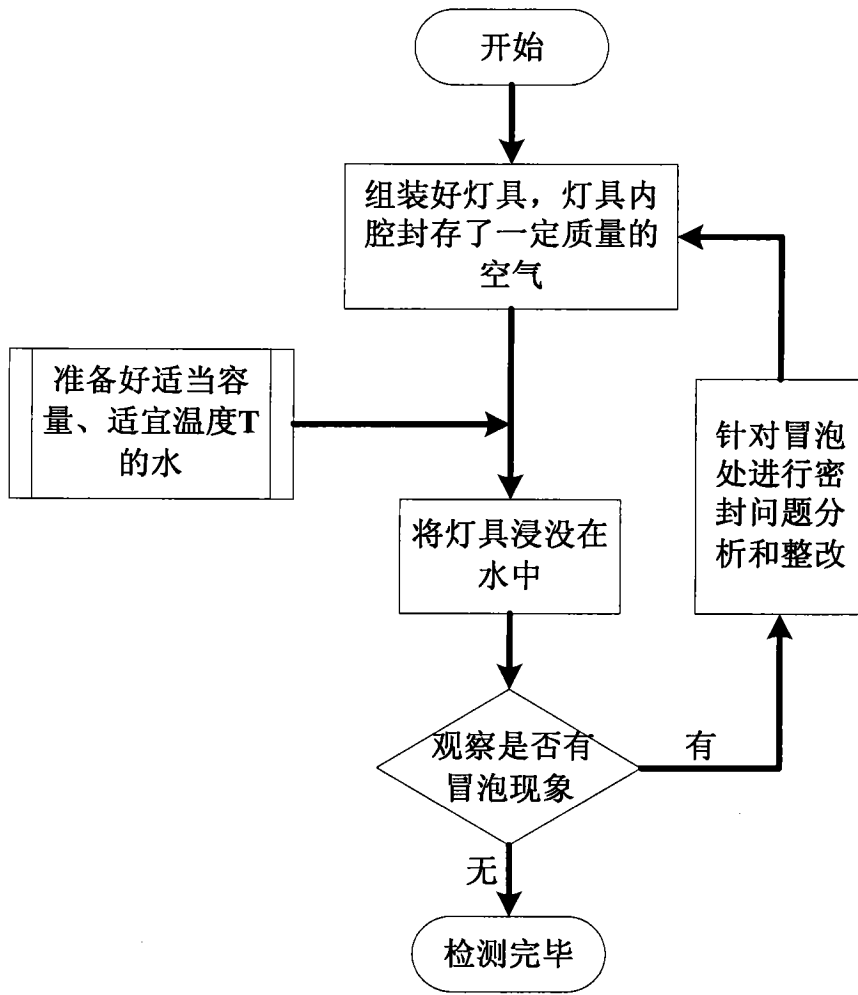 开始
组装好灯具，灯具内
腔封存了一定质量的
空气
准备好适当容
量、适宜温度T
的水
针对冒泡
处进行密
封问题分
析和整改
将灯具浸没在
水中
观察是否有
冒泡现象
有
无
检测完毕